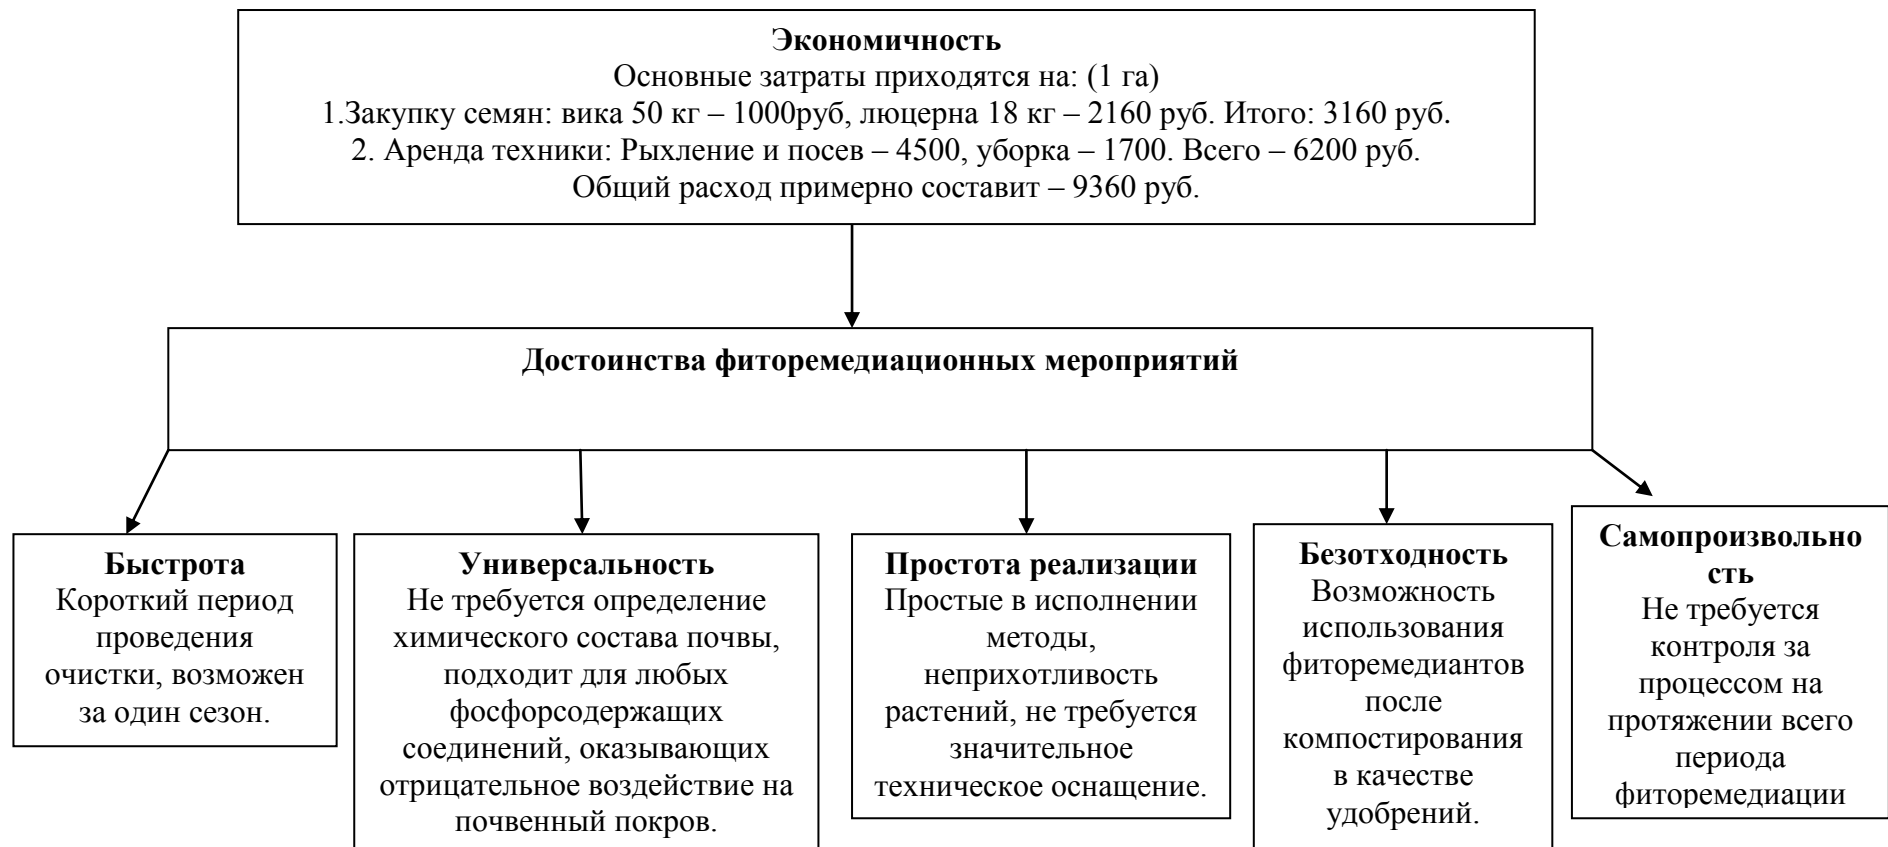 Экономичность
Основные затраты приходятся на: (1 га)
1.Закупку семян: вика 50 кг – 1000руб, люцерна 18 кг – 2160 руб. Итого: 3160 руб.
2. Аренда техники: Рыхление и посев – 4500, уборка – 1700. Всего – 6200 руб.
Общий расход примерно составит – 9360 руб.
Достоинства фиторемедиационных мероприятий
Быстрота
Короткий период
проведения
очистки, возможен
за один сезон.
Универсальность
Не требуется определение
химического состава почвы,
подходит для любых
фосфорсодержащих
соединений, оказывающих
отрицательное воздействие на
почвенный покров.
Простота реализации
Простые в исполнении
методы,
неприхотливость
растений, не требуется
значительное
техническое оснащение.
Безотходность
Возможность
использования
фиторемедиантов
после
компостирования
в качестве
удобрений.
Самопроизвольно
сть
Не требуется
контроля за
процессом на
протяжении всего
периода
фиторемедиации